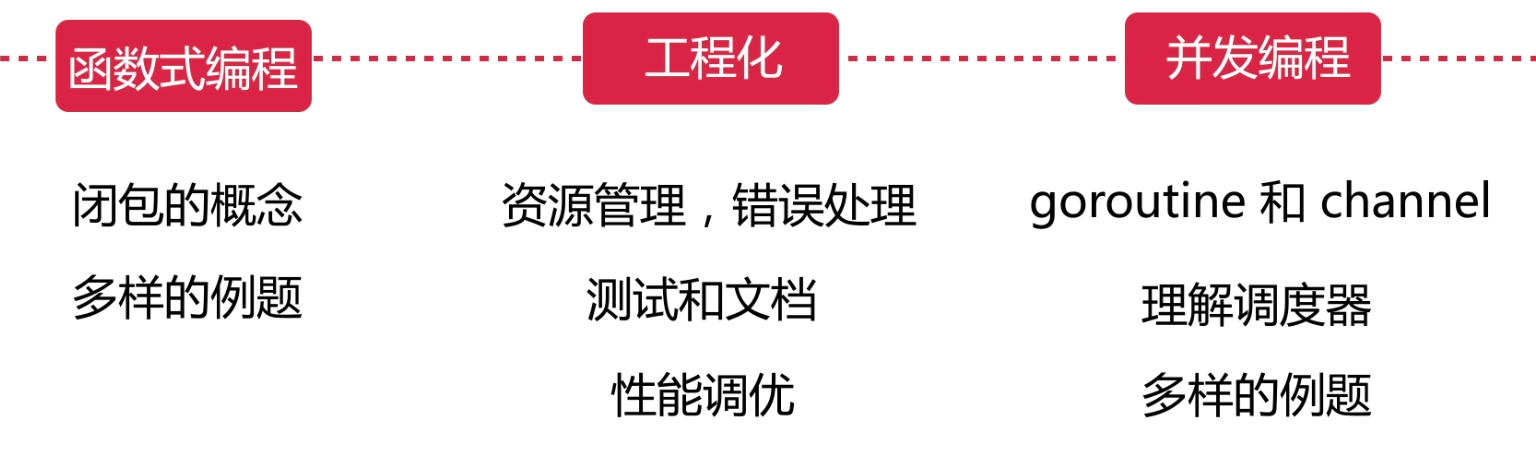 函数式编程
闭包的概念
多样的例题
工程化
资源管理，错误处理
测试和文档
性能调优
并发编程
goroutine 和 channel
理解调度器
多样的例题